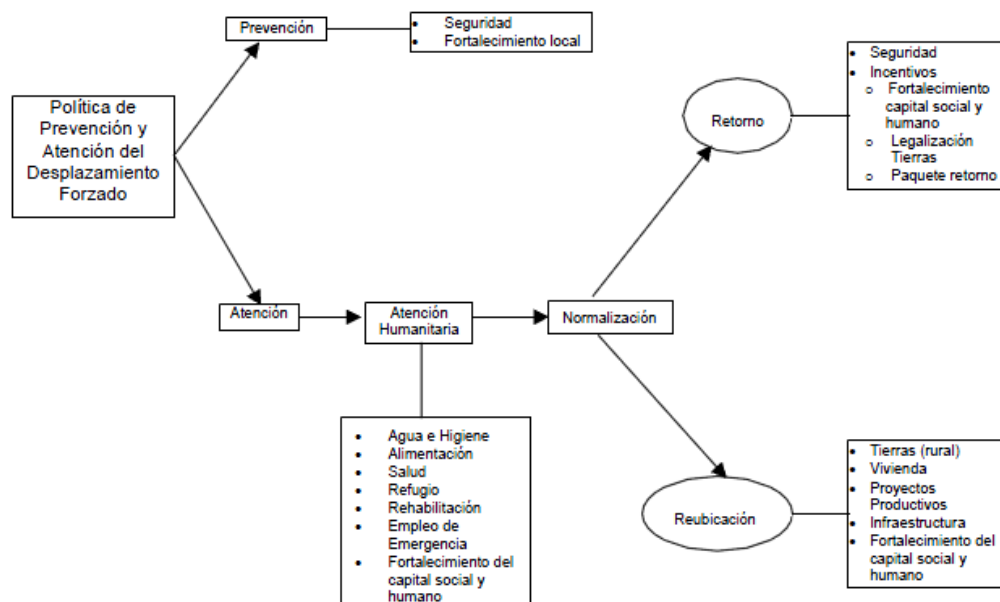 Prevención
• Seguridad
• Fortalecimiento local
Política de
Prevención y
Atención del
Desplazamiento
Forzado
Retorno
• Seguridad
• Incentivos
o Fortalecimiento
capital social y
humano
o Legalización
Tierras
o Paquete retorno
Atención
Atención
Humanitaria
Normalización
• Agua e Higiene
• Alimentación
• Salud
• Refugio
• Rehabilitación
• Empleo de
Emergencia
• Fortalecimiento del
capital social y
humano
Reubicación
• Tierras (rural)
• Vivienda
• Proyectos
Productivos
• Infraestructura
• Fortalecimiento del
capital social y
humano